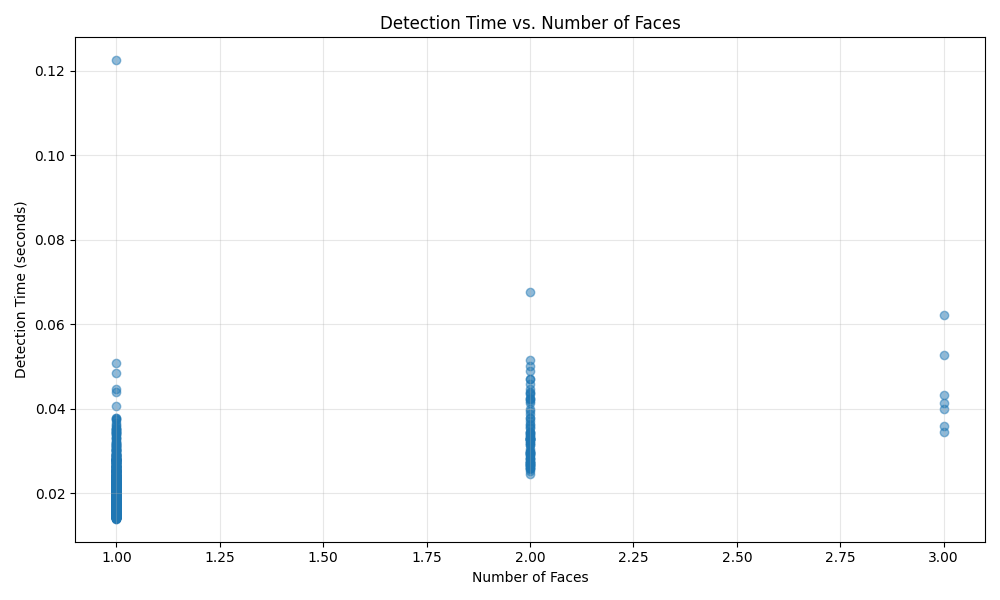 Detection Time vs. Number of Faces
Detection Time (seconds)
0.12
0.10
0.08
0.06
0.04
0.02
1.00 1.25 1.50 1.75 2.00 2.25 2.50 2.75 3.00
Number of Faces